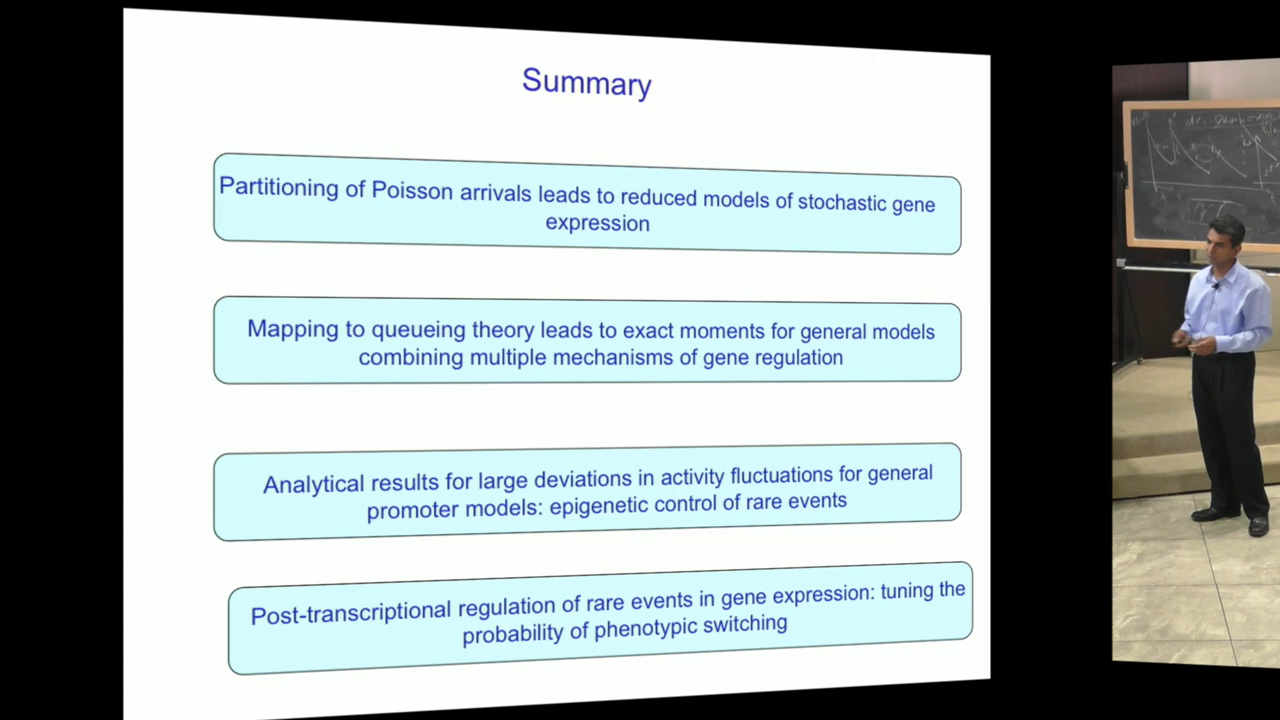 Summary
Partitioning of Poisson arrivals leads to reduced models of stochastic gene
expression
Mapping to queueing theory leads to exact moments for general models
combining multiple mechanisms of gene regulation
Analytical results for large deviations in activity fluctuations for general
promoter models: epigenetic control of rare events
Post-transcriptional regulation of rare events in gene expression: tuning the
probability of phenotypic switching